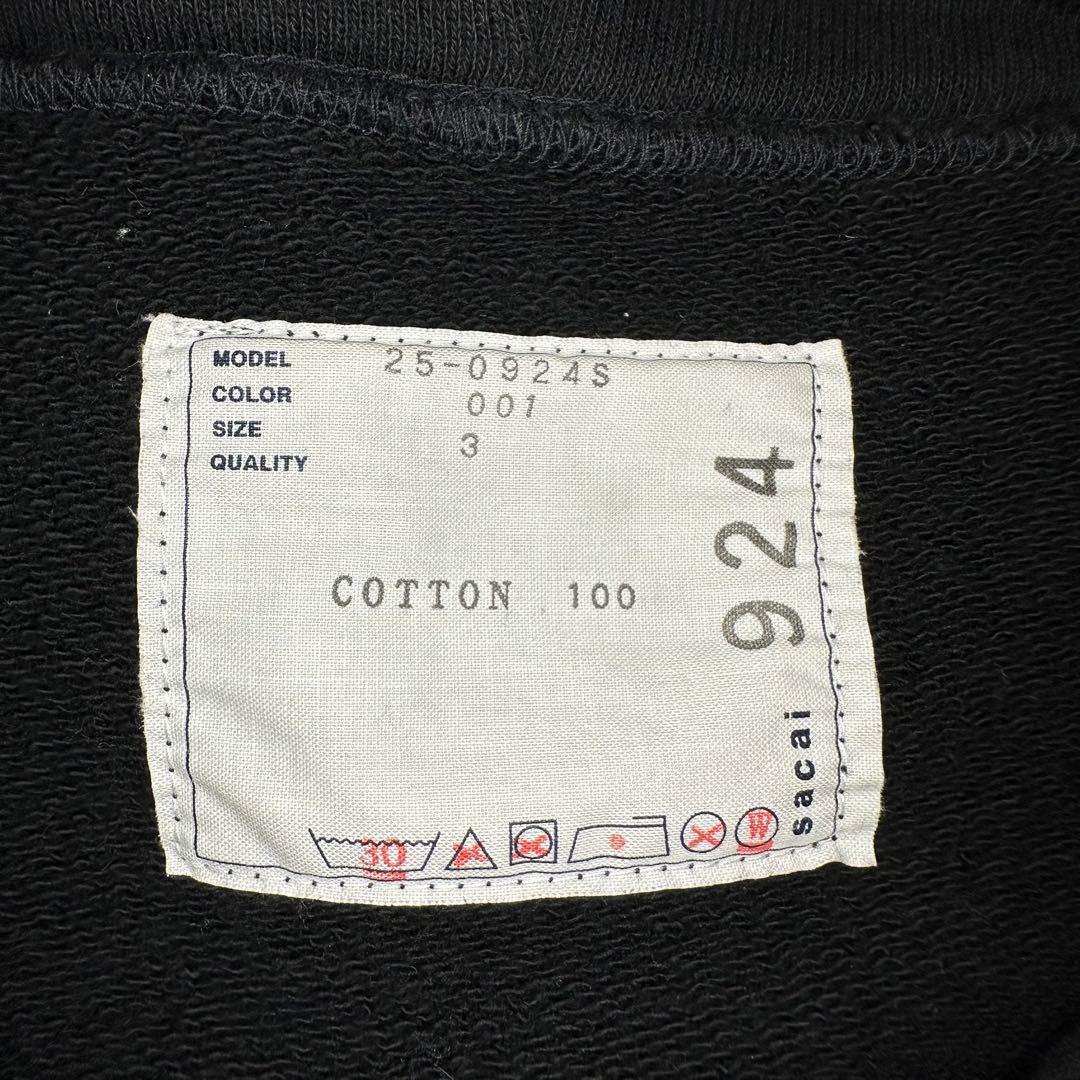 MODEL 25-0924S
COLOR 001
SIZE 3
QUALITY
COTTON 100
924
sacai
30
W